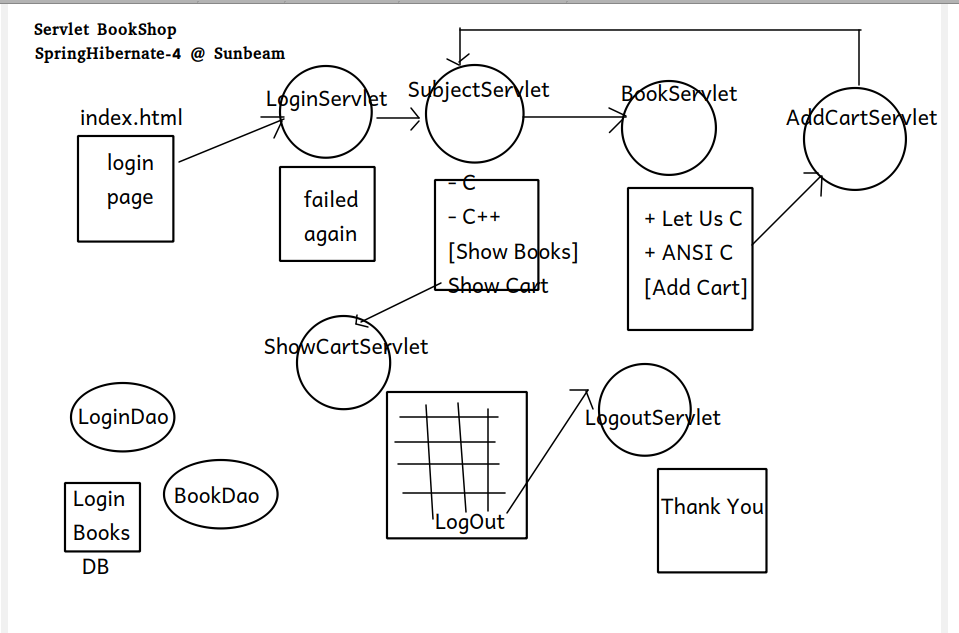 Servlet BookShop
SpringHibernate-4 @ Sunbeam
index.html
login
page
LoginServlet
failed
again
SubjectServlet
- C
- C++
[Show Books]
Show Cart
BookServlet
+ Let Us C
+ ANSI C
[Add Cart]
AddCartServlet
ShowCartServlet
LogOut
LogoutServlet
Thank You
LoginDao
BookDao
Login
Books
DB